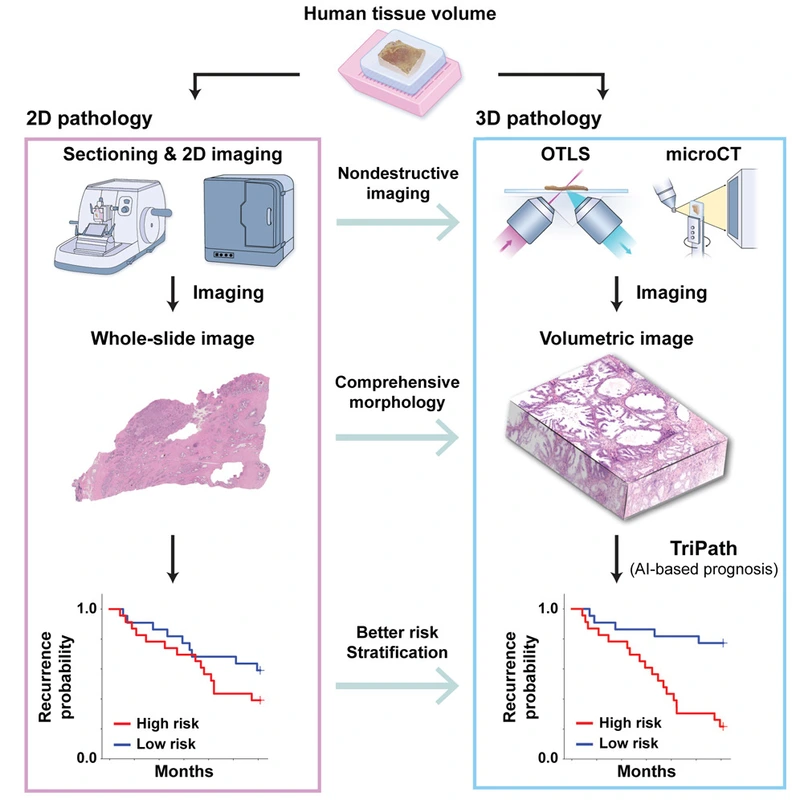 Human tissue volume
2D pathology
3D pathology
Sectioning & 2D imaging
Nondestructive
imaging
OTLS
microCT
Imaging
Imaging
Whole-slide image
Comprehensive
morphology
Volumetric image
TriPath
(AI-based prognosis)
1.0
Recurrence
probability
High risk
Low risk
0.0
Months
Better risk
Stratification
1.0
Recurrence
probability
High risk
Low risk
0.0
Months